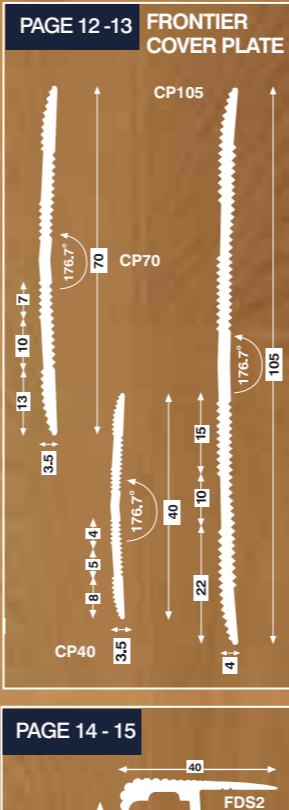 PAGE 12 -13
FRONTIER
COVER PLATE
CP105
176.7°
70
CP70
7
10
13
3.5
176.7°
105
15
10
22
4
176.7°
40
4
5
8
CP40
3.5
PAGE 14 - 15
40
FDS2